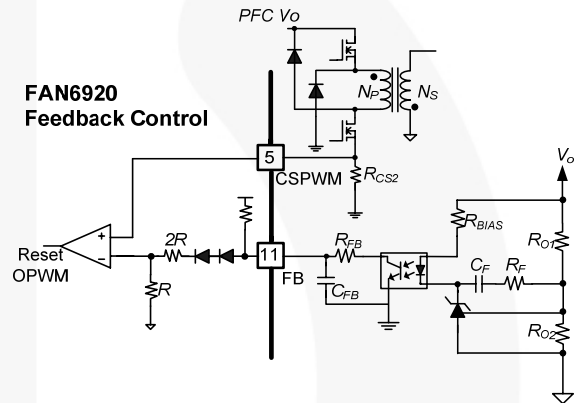 PFC Vo
FAN6920
Feedback Control
NP
NS
5
CSPWM
RCS2
Vo
RBIAS
RO1
+
−
Reset
OPWM
2R
R
11
FB
RFB
CFB
CF
RF
RO2